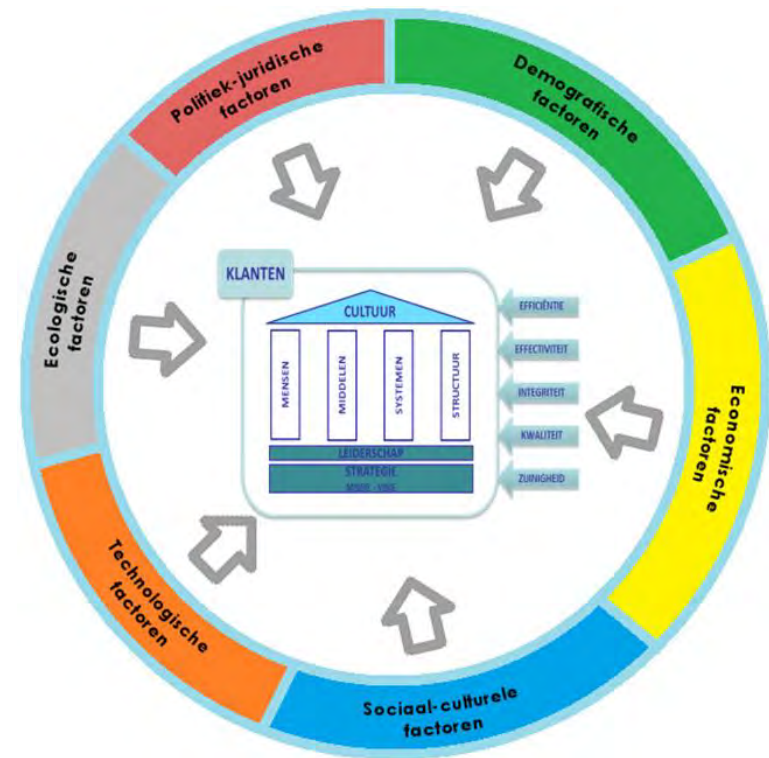 Politiek-juridische
factoren
Demografische
factoren
Economische
factoren
Sociaal-culturele
factoren
Technologische
factoren
Ecologische
factoren
KLANTEN
CULTUUR
MENSEN
MIDDELEN
SYSTEMEN
STRUCTUUR
LEIDERSCHAP
STRATEGIE
EFFICIËNTIE
EFFECTIVITEIT
INTEGRITEIT
KWALITEIT
ZUINIGHEID